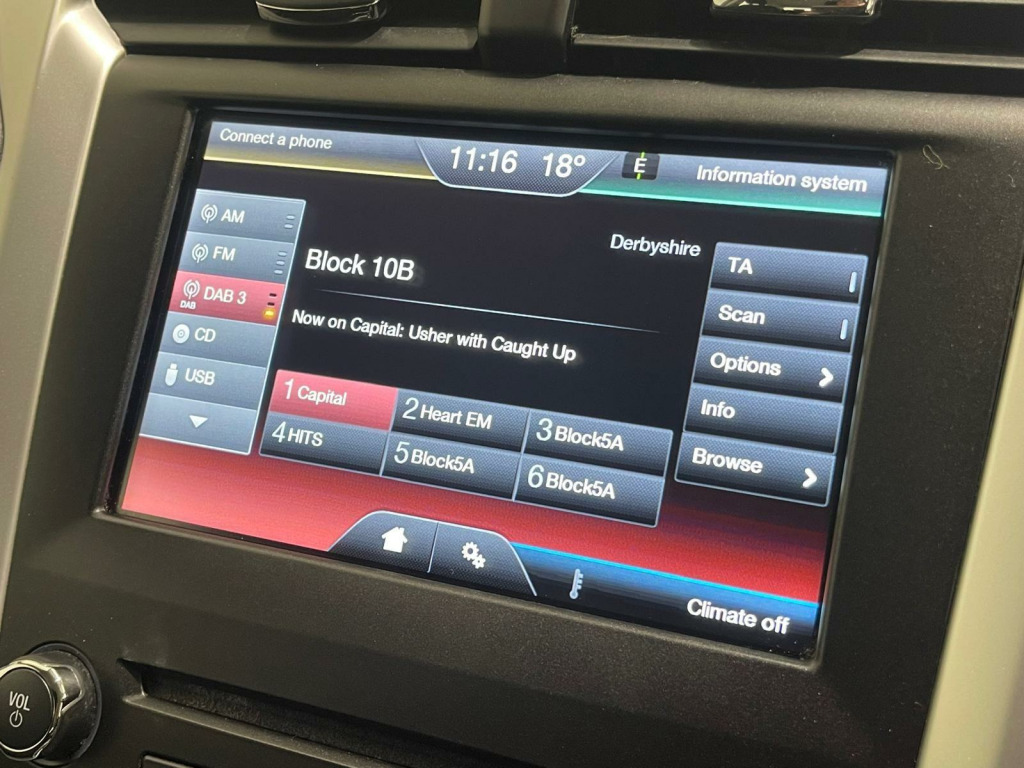 Connect a phone
11:16 18°
E
Information system
AM
FM
DAB DAB 3
CD
USB
Derbyshire
Block 10B
Now on Capital: Usher with Caught Up
1 Capital
2 Heart EM
3 Block5A
4 HITS
5 Block5A
6 Block5A
TA
Scan
Options
Info
Browse
Climate off
VOL